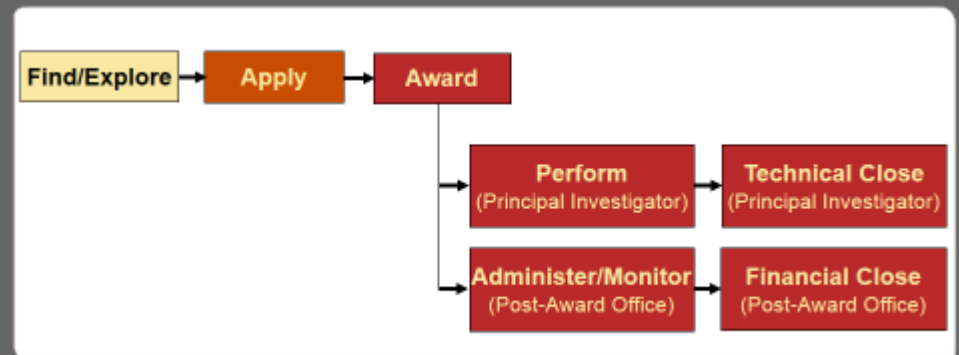 Find/Explore
Apply
Award
Perform
(Principal Investigator)
Technical Close
(Principal Investigator)
Administer/Monitor
(Post-Award Office)
Financial Close
(Post-Award Office)